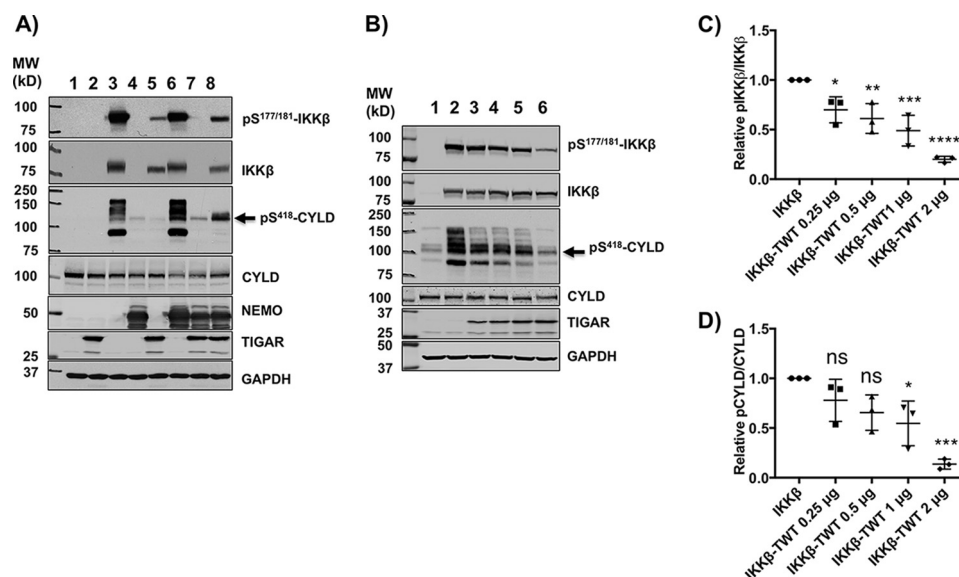 A)
MW
(kD)
1 2 3 4 5 6 7 8
100
75
pS177/181-IKKβ
100
75
IKKβ
250
150
100
75
pS418-CYLD
100
CYLD
50
NEMO
25
TIGAR
37
GAPDH
B)
MW
(kD)
1 2 3 4 5 6
100
75
pS177/181-IKKβ
100
75
IKKβ
250
150
100
75
pS418-CYLD
100
CYLD
37
25
TIGAR
50
37
GAPDH
C)
Relative pIKKβ/IKKβ
1.5
1.0
0.5
0.0
*
**
***
****
IKKβ
IKKβ-TWT 0.25 µg
IKKβ-TWT 0.5 µg
IKKβ-TWT1 µg
IKKβ-TWT 2 µg
D)
Relative pCYLD/CYLD
1.5
1.0
0.5
0.0
ns
ns
*
***
IKKβ
IKKβ-TWT 0.25 µg
IKKβ-TWT 0.5 µg
IKKβ-TWT 1 µg
IKKβ-TWT 2 µg